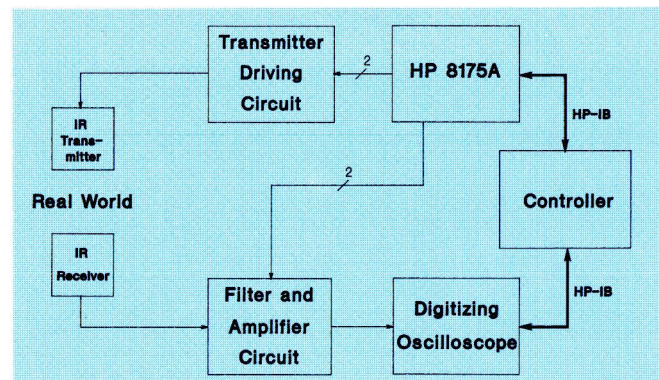 Transmitter
Driving
Circuit
2
HP 8175A
HP-IB
IR
Trans-
mitter
2
Real World
Controller
IR
Receiver
Filter and
Amplifier
Circuit
Digitizing
Oscilloscope
HP-IB